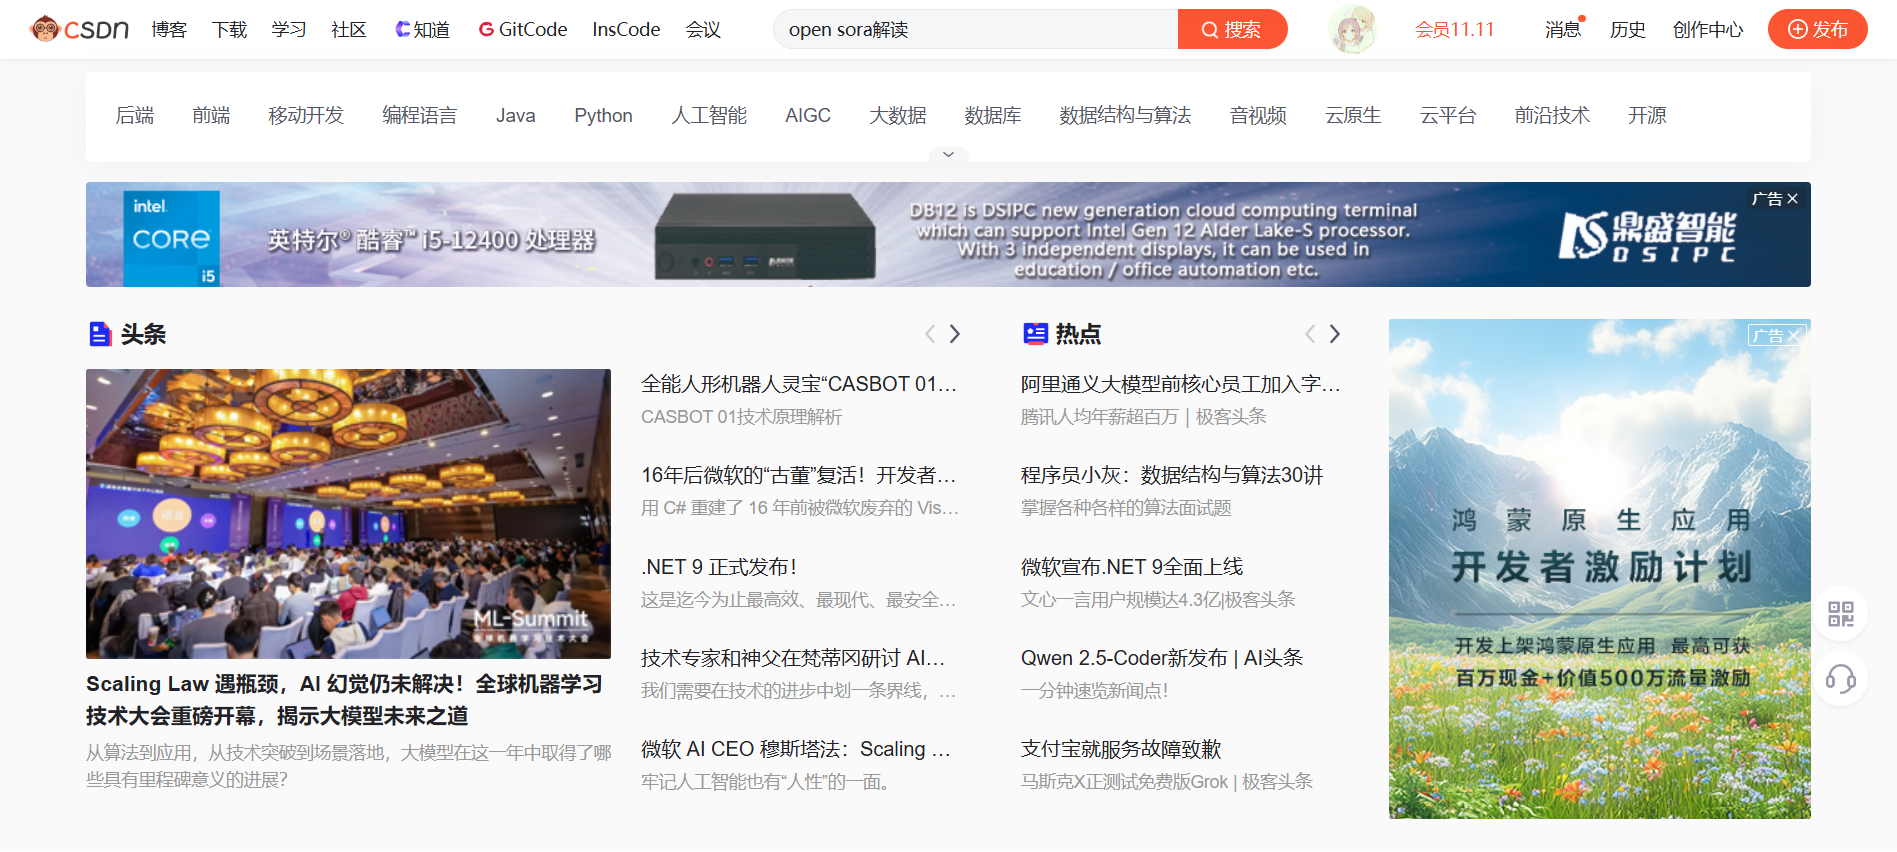 CSDN 博客 下载 学习 社区 知道 GitCode InsCode 会议 open sora解读 搜索 会员11.11 消息 历史 创作中心 发布
后端 前端 移动开发 编程语言 Java Python 人工智能 AIGC 大数据 数据库 数据结构与算法 音视频 云原生 云平台 前沿技术 开源
intel.
CORE
i5
英特尔® 酷睿™ i5-12400 处理器
DB12 is DSIPC new generation cloud computing terminal
which can support Intel Gen 12 Alder Lake-S processor.
With 3 independent displays, it can be used in
education / office automation etc.
鼎盛智能
DSIPC
广告
头条
ML-Summit
全球机器学习技术大会
Scaling Law 遇瓶颈，AI 幻觉仍未解决！全球机器学习
技术大会重磅开幕，揭示大模型未来之道
从算法到应用，从技术突破到场景落地，大模型在这一年中取得了哪
些具有里程碑意义的进展？
全能人形机器人灵宝“CASBOT 01…
CASBOT 01技术原理解析
16年后微软的“古董”复活！开发者…
用 C# 重建了 16 年前被微软废弃的 Vis…
.NET 9 正式发布！
这是迄今为止最高效、最现代、最安全…
技术专家和神父在梵蒂冈研讨 AI…
我们需要在技术的进步中划一条界线，…
微软 AI CEO 穆斯塔法：Scaling …
牢记人工智能也有“人性”的一面。
热点
阿里通义大模型前核心员工加入字…
腾讯人均年薪超百万 | 极客头条
程序员小灰：数据结构与算法30讲
掌握各种各样的算法面试题
微软宣布.NET 9全面上线
文心一言用户规模达4.3亿|极客头条
Qwen 2.5-Coder新发布 | AI头条
一分钟速览新闻点！
支付宝就服务故障致歉
马斯克X正测试免费版Grok | 极客头条
广告
鸿蒙原生应用
开发者激励计划
开发上架鸿蒙原生应用 最高可获
百万现金+价值500万流量激励